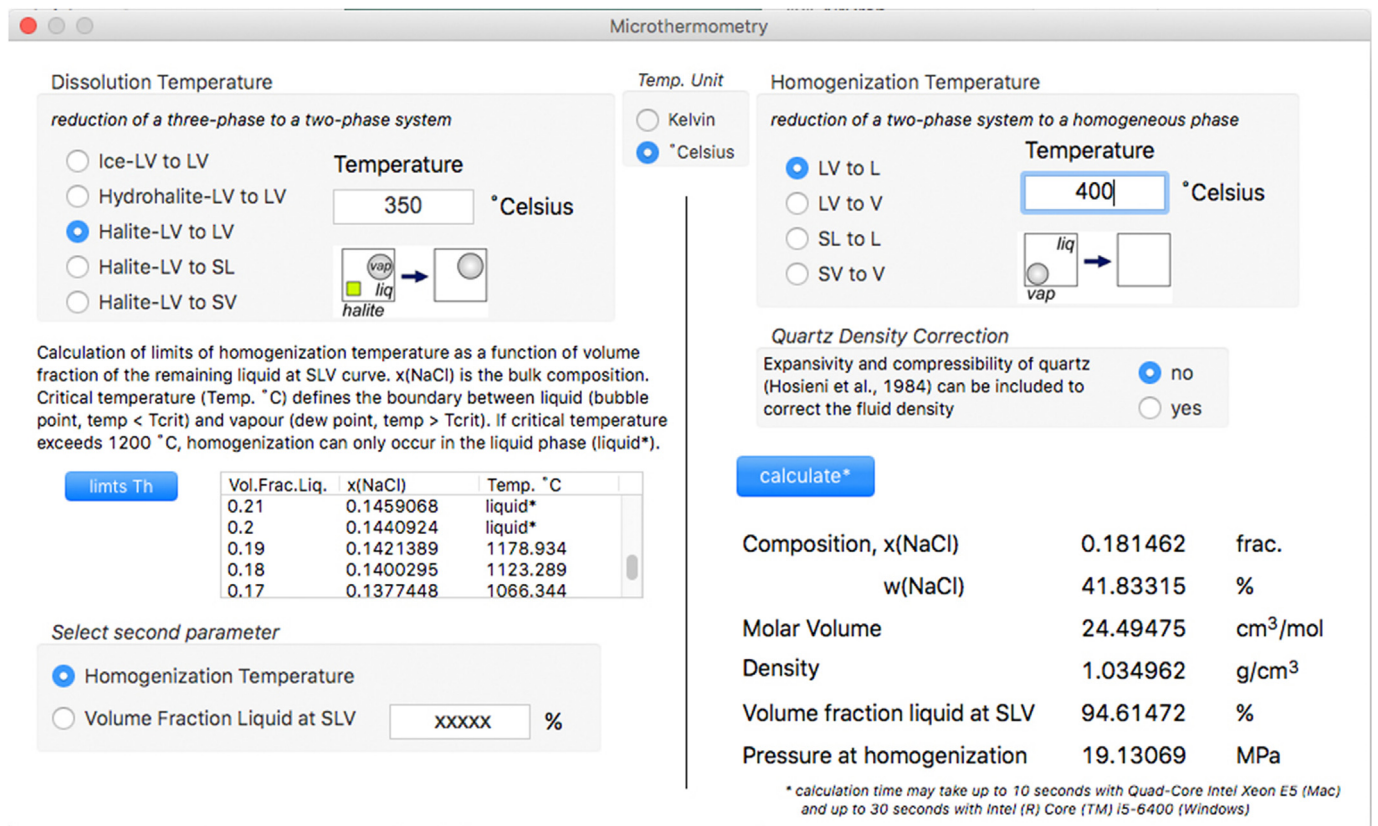 Microthermometry
Dissolution Temperature
reduction of a three-phase to a two-phase system
Ice-LV to LV
Hydrohalite-LV to LV
Halite-LV to LV
Halite-LV to SL
Halite-LV to SV
Temperature
350 °Celsius
vap
liq
halite
Temp. Unit
Kelvin
°Celsius
Homogenization Temperature
reduction of a two-phase system to a homogeneous phase
LV to L
LV to V
SL to L
SV to V
Temperature
400 °Celsius
liq
vap
Calculation of limits of homogenization temperature as a function of volume
fraction of the remaining liquid at SLV curve. x(NaCl) is the bulk composition.
Critical temperature (Temp. °C) defines the boundary between liquid (bubble
point, temp < Tcrit) and vapour (dew point, temp > Tcrit). If critical temperature
exceeds 1200 °C, homogenization can only occur in the liquid phase (liquid*).
limts Th
Vol.Frac.Liq. x(NaCl) Temp. °C
0.21 0.1459068 liquid*
0.2 0.1440924 liquid*
0.19 0.1421389 1178.934
0.18 0.1400295 1123.289
0.17 0.1377448 1066.344
Select second parameter
Homogenization Temperature
Volume Fraction Liquid at SLV xxxxx %
Quartz Density Correction
Expansivity and compressibility of quartz
(Hosieni et al., 1984) can be included to
correct the fluid density
no
yes
calculate*
Composition, x(NaCl) 0.181462 frac.
w(NaCl) 41.83315 %
Molar Volume 24.49475 cm³/mol
Density 1.034962 g/cm³
Volume fraction liquid at SLV 94.61472 %
Pressure at homogenization 19.13069 MPa
* calculation time may take up to 10 seconds with Quad-Core Intel Xeon E5 (Mac)
and up to 30 seconds with Intel (R) Core (TM) i5-6400 (Windows)